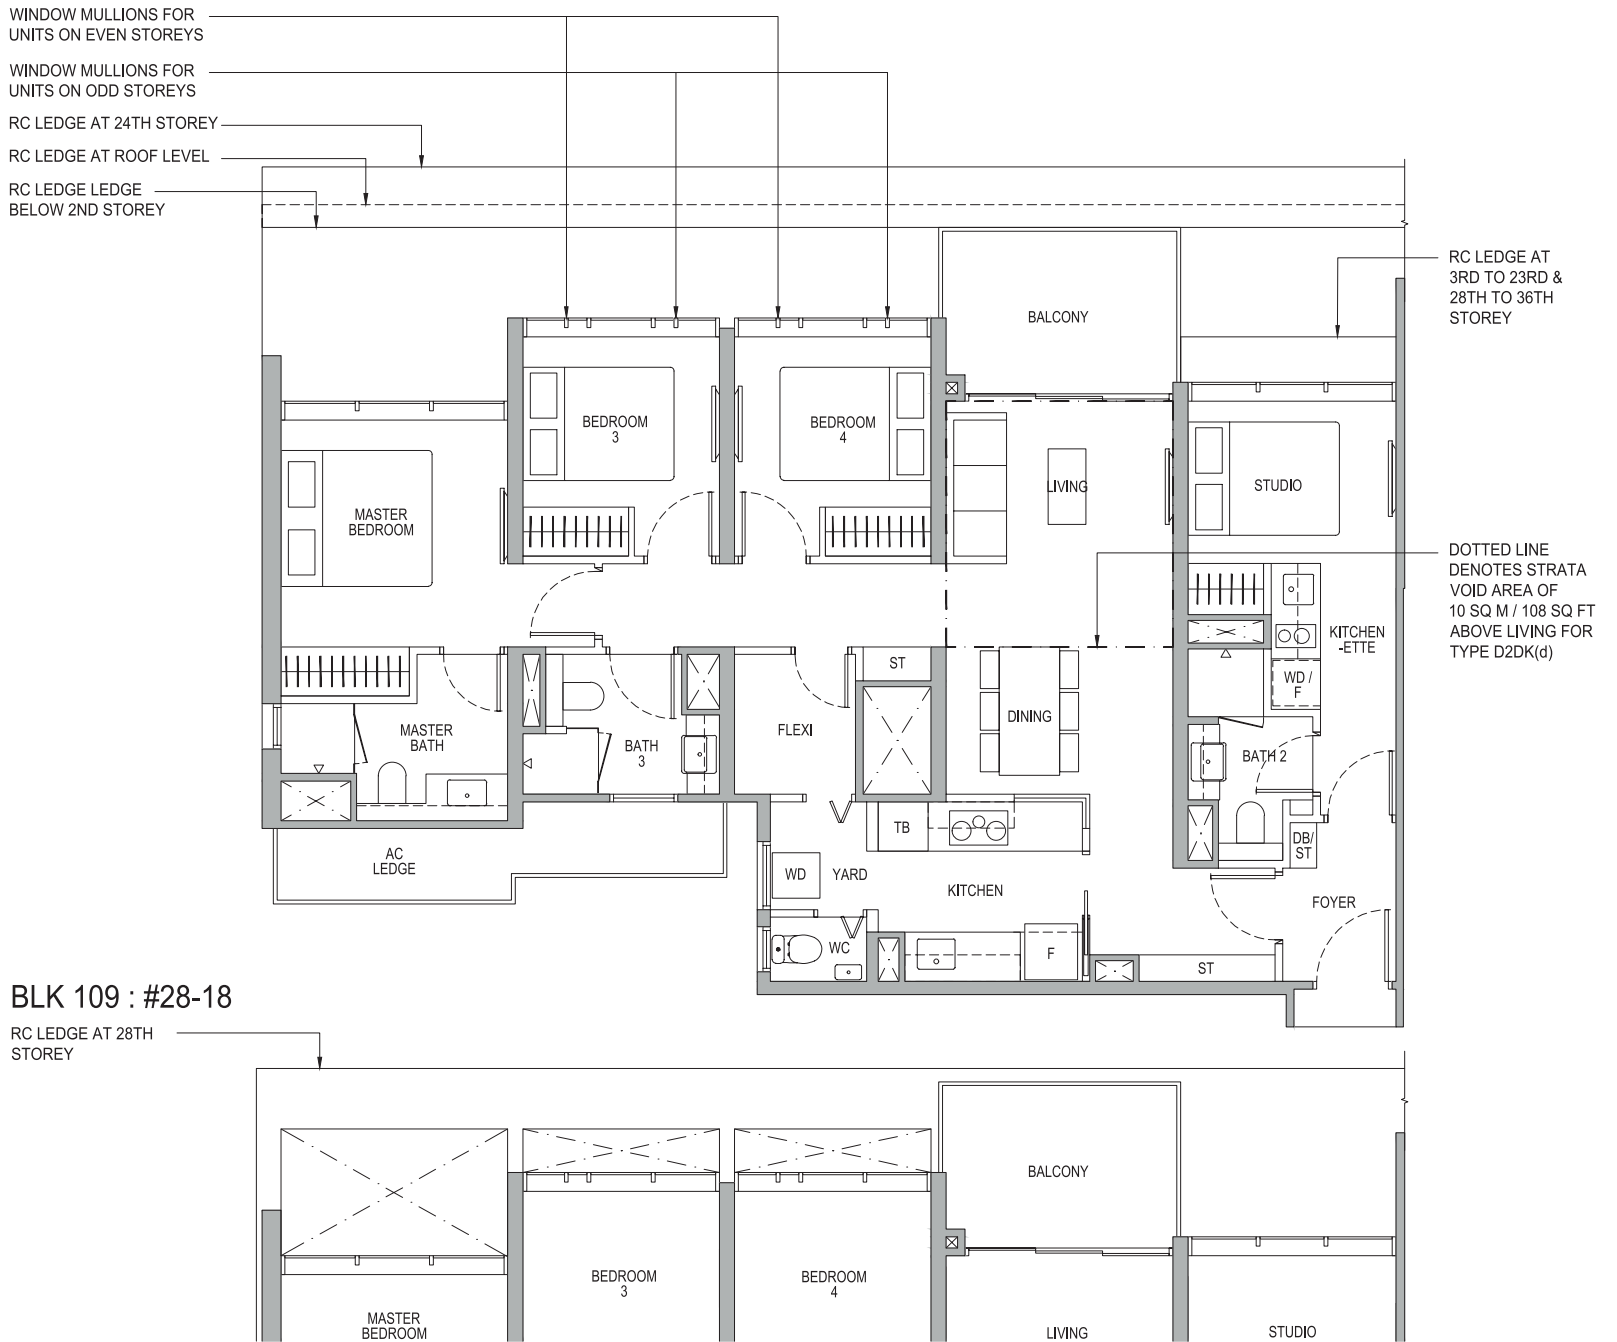 WINDOW MULLIONS FOR
UNITS ON EVEN STOREYS
WINDOW MULLIONS FOR
UNITS ON ODD STOREYS
RC LEDGE AT 24TH STOREY
RC LEDGE AT ROOF LEVEL
RC LEDGE LEDGE
BELOW 2ND STOREY
RC LEDGE AT
3RD TO 23RD &
28TH TO 36TH
STOREY
BALCONY
BEDROOM
3
BEDROOM
4
LIVING
STUDIO
MASTER
BEDROOM
DOTTED LINE
DENOTES STRATA
VOID AREA OF
10 SQ M / 108 SQ FT
ABOVE LIVING FOR
TYPE D2DK(d)
KITCHEN
-ETTE
ST
WD /
F
DINING
FLEXI
MASTER
BATH
BATH
3
BATH 2
TB
DB/
ST
AC
LEDGE
WD
YARD
KITCHEN
FOYER
WC
F
ST
BLK 109 : #28-18
RC LEDGE AT 28TH
STOREY
BALCONY
BEDROOM
3
BEDROOM
4
MASTER
BEDROOM
LIVING
STUDIO